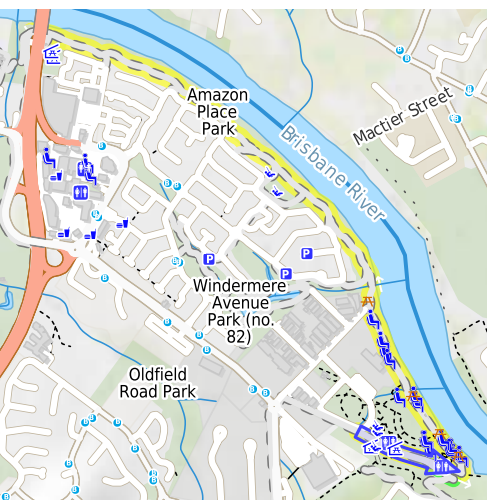 Amazon
Place
Park
Mactier Street
Brisbane River
P
P
Windermere
Avenue
Park (no.
82)
Oldfield
Road Park